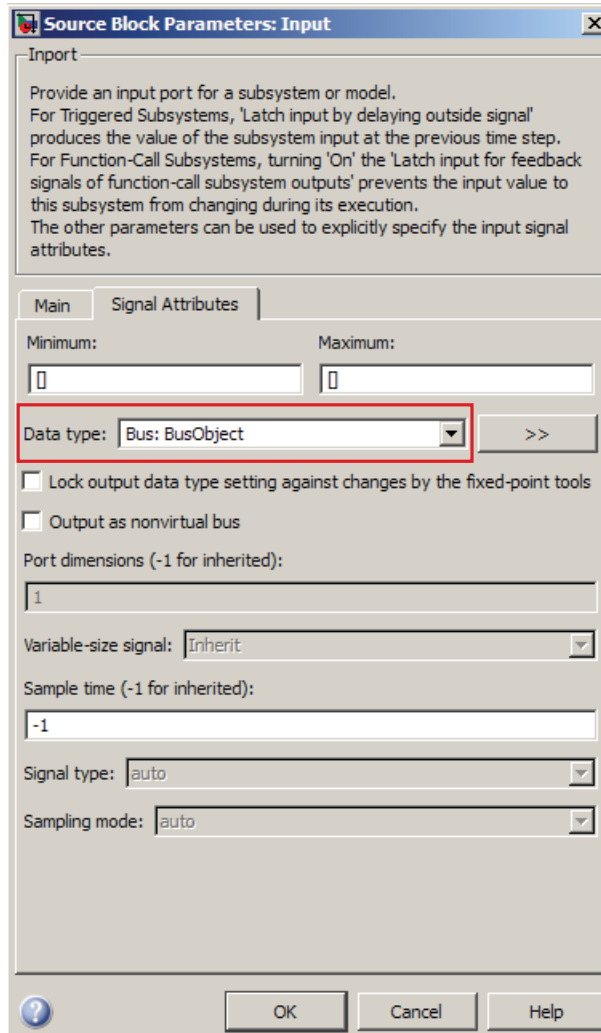 Source Block Parameters: Input
Inport
Provide an input port for a subsystem or model.
For Triggered Subsystems, 'Latch input by delaying outside signal'
produces the value of the subsystem input at the previous time step.
For Function-Call Subsystems, turning 'On' the 'Latch input for feedback
signals of function-call subsystem outputs' prevents the input value to
this subsystem from changing during its execution.
The other parameters can be used to explicitly specify the input signal
attributes.
Main Signal Attributes
Minimum: Maximum:
[] []
Data type: Bus: BusObject >>
Lock output data type setting against changes by the fixed-point tools
Output as nonvirtual bus
Port dimensions (-1 for inherited):
1
Variable-size signal: Inherit
Sample time (-1 for inherited):
-1
Signal type: auto
Sampling mode: auto
OK Cancel Help